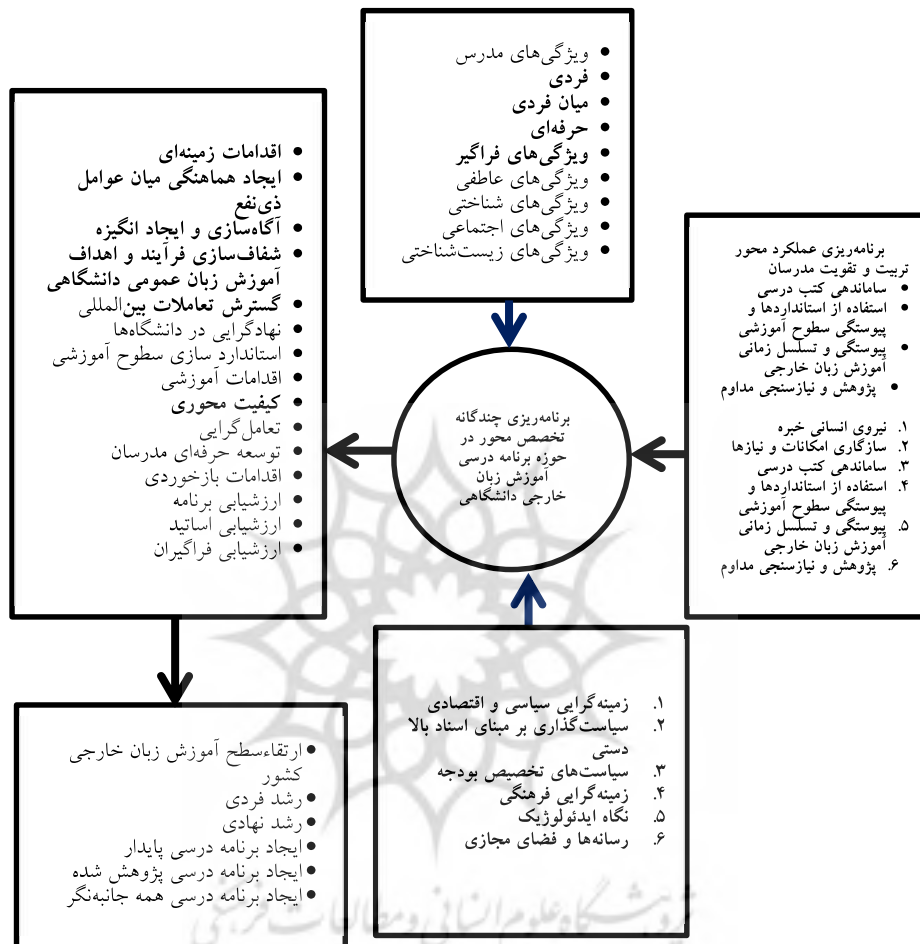 • ویژگی‌های مدرس
• فردی
• میان فردی
• حرفه‌ای
• ویژگی‌های فراگیر
• ویژگی‌های عاطفی
• ویژگی‌های شناختی
• ویژگی‌های اجتماعی
• ویژگی‌های زیست‌شناختی
برنامه‌ریزی عملکرد محور
تربیت و تقویت مدرسان
• ساماندهی کتب درسی
• استفاده از استانداردها و
پیوستگی سطوح آموزشی
• پیوستگی و تسلسل زمانی
آموزش زبان خارجی
• پژوهش و نیازسنجی مداوم
۱. نیروی انسانی خبره
۲. سازگاری امکانات و نیازها
۳. ساماندهی کتب درسی
۴. استفاده از استانداردها و
پیوستگی سطوح آموزشی
۵. پیوستگی و تسلسل زمانی
آموزش زبان خارجی
۶. پژوهش و نیازسنجی مداوم
برنامه‌ریزی چندگانه
تخصص محور در
حوزه برنامه درسی
آموزش زبان
خارجی دانشگاهی
• اقدامات زمینه‌ای
• ایجاد هماهنگی میان عوامل
ذی‌نفع
• آگاه‌سازی و ایجاد انگیزه
• شفاف‌سازی فرآیند و اهداف
آموزش زبان عمومی دانشگاهی
• گسترش تعاملات بین‌المللی
• نهادگرایی در دانشگاه‌ها
• استاندارد سازی سطوح آموزشی
• اقدامات آموزشی
• کیفیت محوری
• تعامل‌گرایی
• توسعه حرفه‌ای مدرسان
• اقدامات بازخوردی
• ارزشیابی برنامه
• ارزشیابی اساتید
• ارزشیابی فراگیران
۱. زمینه‌گرایی سیاسی و اقتصادی
۲. سیاست‌گذاری بر مبنای اسناد بالا
دستی
۳. سیاست‌های تخصیص بودجه
۴. زمینه‌گرایی فرهنگی
۵. نگاه ایدئولوژیک
۶. رسانه‌ها و فضای مجازی
• ارتقاءسطح آموزش زبان خارجی
کشور
• رشد فردی
• رشد نهادی
• ایجاد برنامه درسی پایدار
• ایجاد برنامه درسی پژوهش شده
• ایجاد برنامه درسی همه جانبه‌نگر
پژوهشگاه علوم انسانی و مطالعات فرهنگی